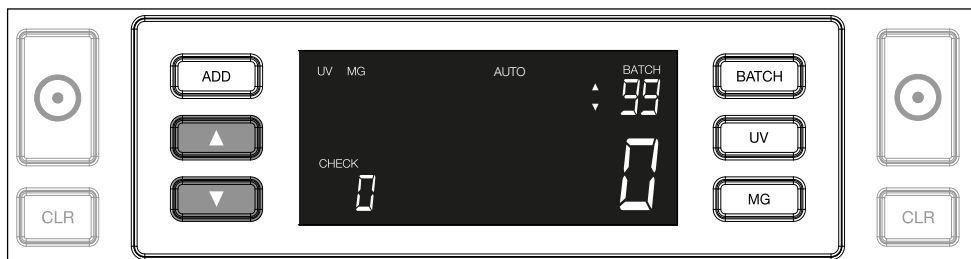 ADD
CLR
UV MG AUTO BATCH
99
CHECK
0
0
BATCH
UV
MG
CLR